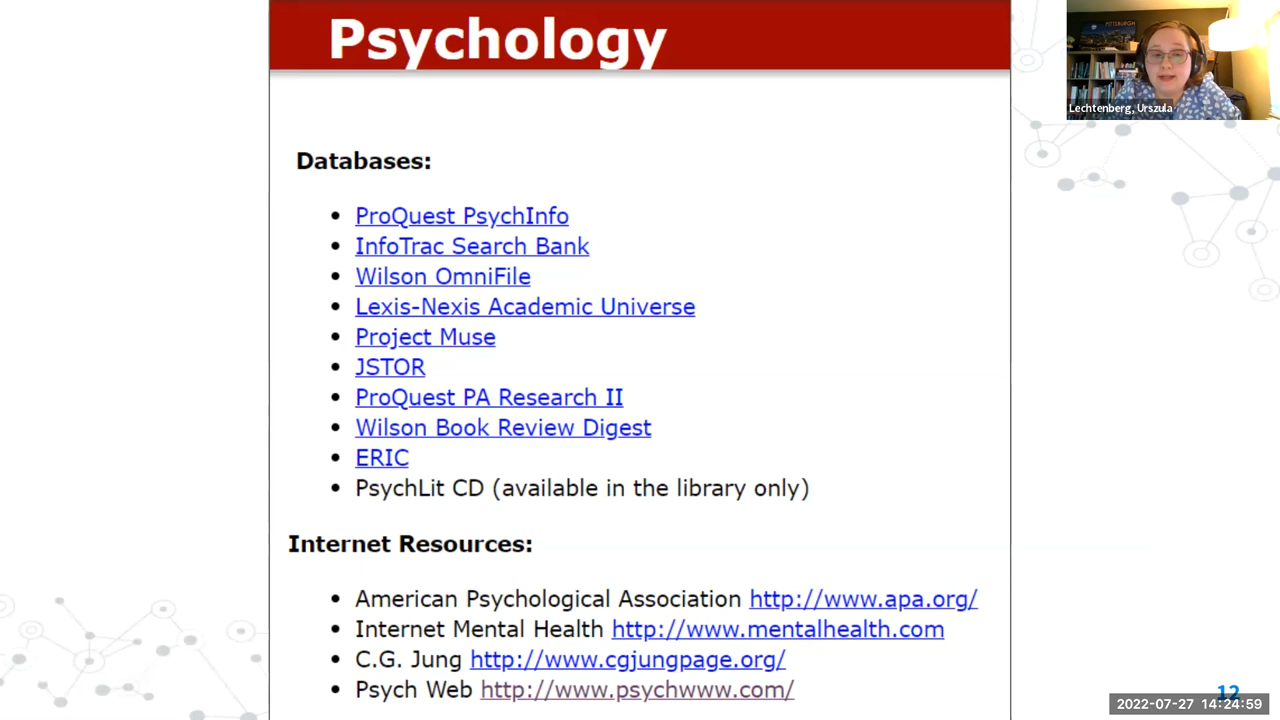 Psychology
PITTSBURGH
Lechtenberg, Urszula
Databases:
• ProQuest PsychInfo
• InfoTrac Search Bank
• Wilson OmniFile
• Lexis-Nexis Academic Universe
• Project Muse
• JSTOR
• ProQuest PA Research II
• Wilson Book Review Digest
• ERIC
• PsychLit CD (available in the library only)
Internet Resources:
• American Psychological Association http://www.apa.org/
• Internet Mental Health http://www.mentalhealth.com
• C.G. Jung http://www.cgjungpage.org/
• Psych Web http://www.psychwww.com/
12
2022-07-27 14:24:59